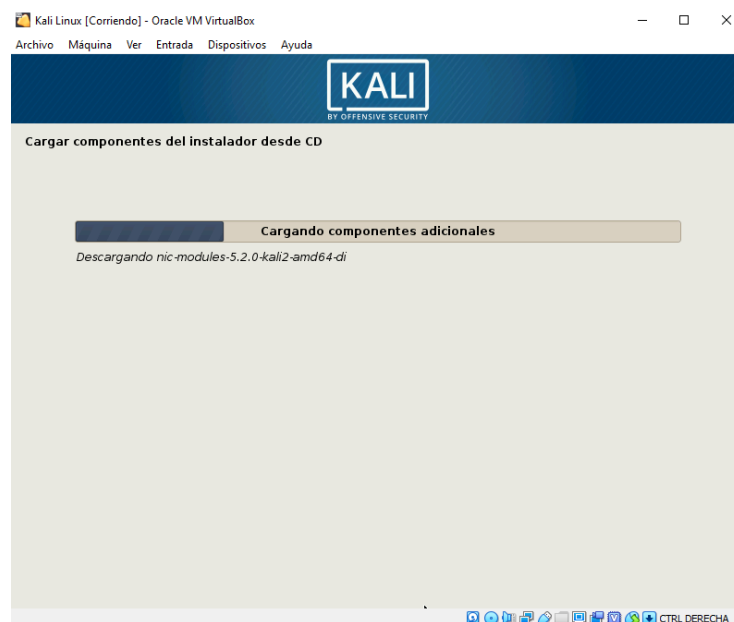 Kali Linux [Corriendo] - Oracle VM VirtualBox
Archivo Máquina Ver Entrada Dispositivos Ayuda
KALI
BY OFFENSIVE SECURITY
Cargar componentes del instalador desde CD
Cargando componentes adicionales
Descargando nic-modules-5.2.0-kali2-amd64-di
CTRL DERECHA